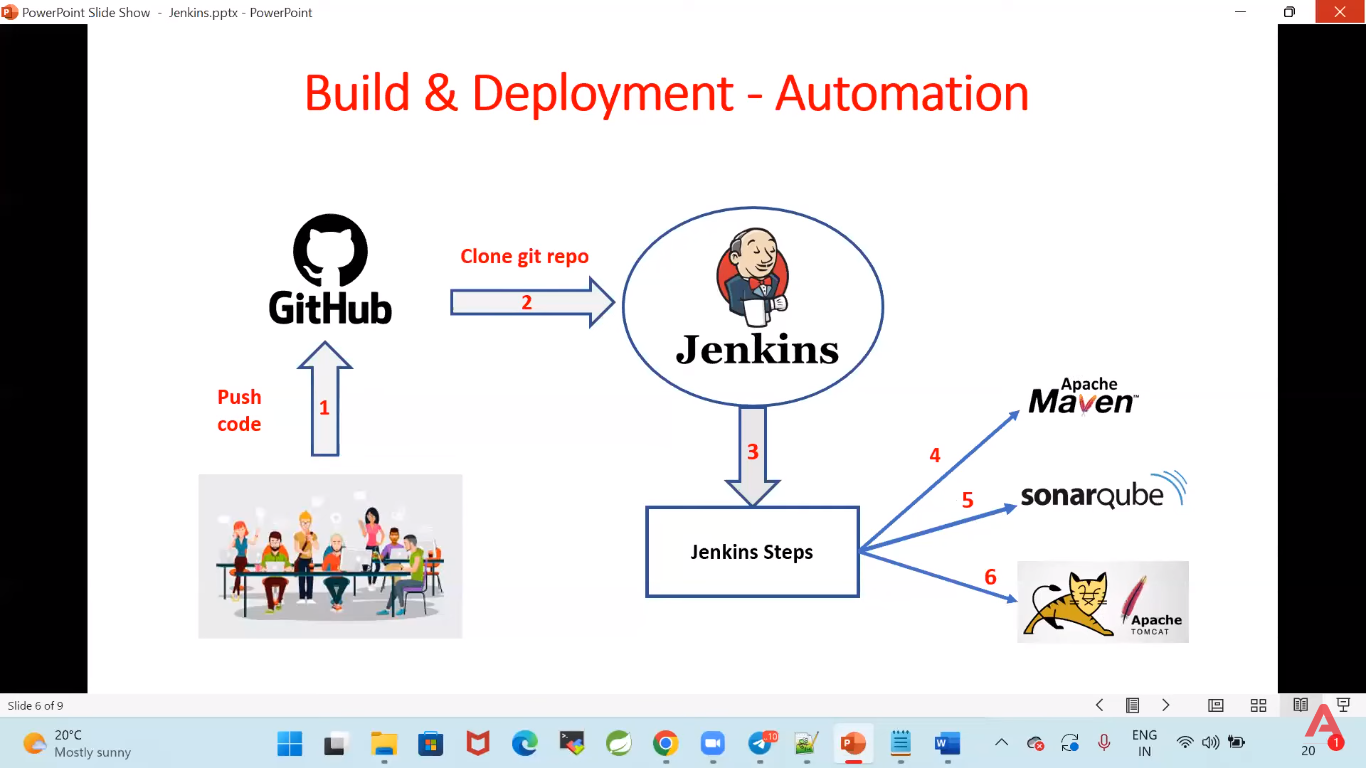 PowerPoint Slide Show - Jenkins.pptx - PowerPoint
Build & Deployment - Automation
GitHub
Clone git repo
2
Jenkins
Push
code
1
3
Apache
Maven™
4
5
sonarqube
Jenkins Steps
6
Apache
TOMCAT
Slide 6 of 9
20°C
Mostly sunny
10
ENG
IN
20
1